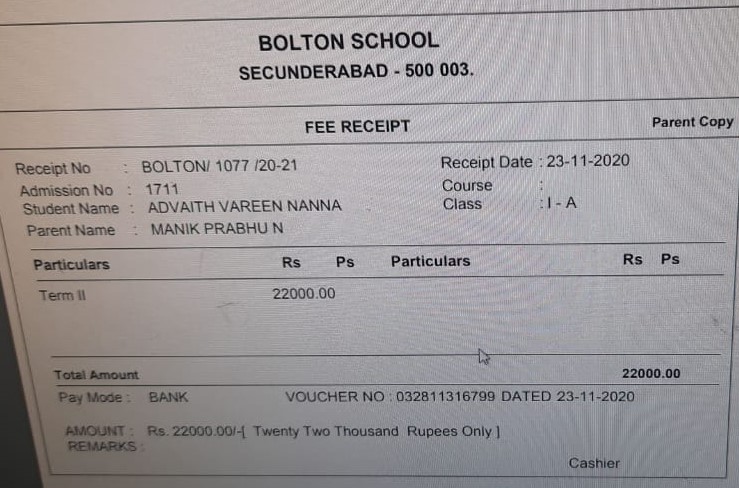 BOLTON SCHOOL
SECUNDERABAD - 500 003.
FEE RECEIPT Parent Copy
Receipt No : BOLTON/ 1077 /20-21 Receipt Date : 23-11-2020
Admission No : 1711 Course :
Student Name : ADVAITH VAREEN NANNA Class : I - A
Parent Name : MANIK PRABHU N
Particulars Rs Ps Particulars Rs Ps
Term II 22000.00
Total Amount 22000.00
Pay Mode : BANK VOUCHER NO : 032811316799 DATED 23-11-2020
AMOUNT : Rs. 22000.00/-[ Twenty Two Thousand Rupees Only ]
REMARKS :
Cashier